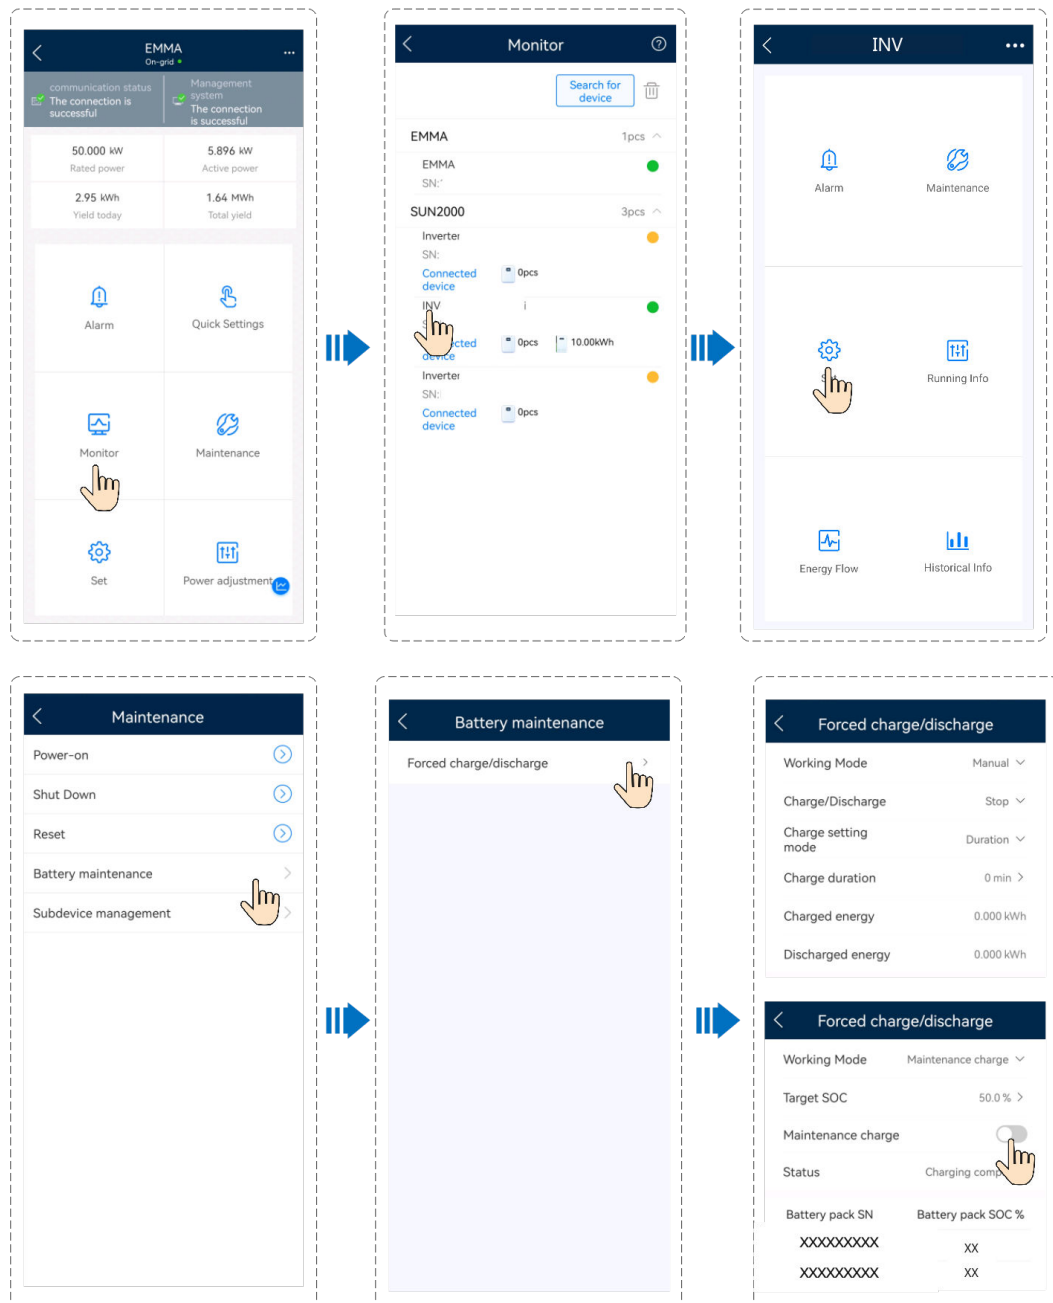 EMMA
On-grid
communication status
The connection is
successful
Management
system
The connection
is successful
50.000 kW
Rated power
5.896 kW
Active power
2.95 kWh
Yield today
1.64 MWh
Total yield
Alarm
Quick Settings
Monitor
Maintenance
Set
Power adjustment
Monitor
Search for
device
EMMA
1pcs
EMMA
SN:
SUN2000
3pcs
Inverter
SN:
Connected
device
0pcs
INV
0pcs
10.00kWh
device
Inverter
SN:
Connected
device
0pcs
INV
Alarm
Maintenance
Running Info
Energy Flow
Historical Info
Maintenance
Power-on
Shut Down
Reset
Battery maintenance
Subdevice management
Battery maintenance
Forced charge/discharge
Forced charge/discharge
Working Mode
Manual
Charge/Discharge
Stop
Charge setting
mode
Duration
Charge duration
0 min
Charged energy
0.000 kWh
Discharged energy
0.000 kWh
Forced charge/discharge
Working Mode
Maintenance charge
Target SOC
50.0 %
Maintenance charge
Status
Charging comp
Battery pack SN
Battery pack SOC %
XXXXXXXXX
XX
XXXXXXXXX
XX